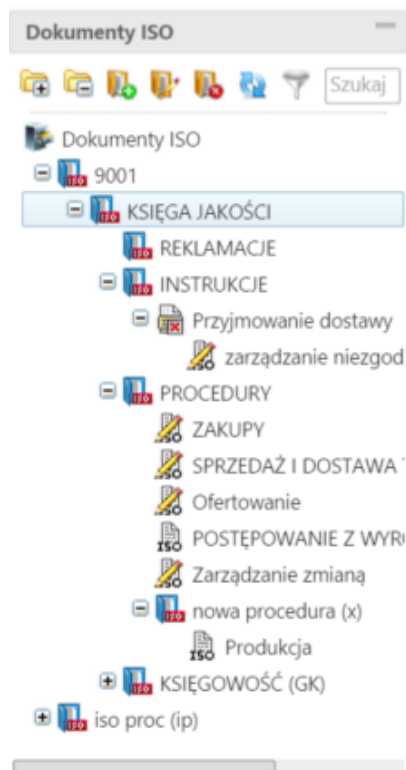 Dokumenty ISO
Szukaj
Dokumenty ISO
9001
KSIĘGA JAKOŚCI
REKLAMACJE
INSTRUKCJE
Przyjmowanie dostawy
zarządzanie niezgod
PROCEDURY
ZAKUPY
SPRZEDAŻ I DOSTAWA
Ofertowanie
POSTĘPOWANIE Z WYR
Zarządzanie zmianą
nowa procedura (x)
Produkcja
KSIĘGOWOŚĆ (GK)
iso proc (ip)